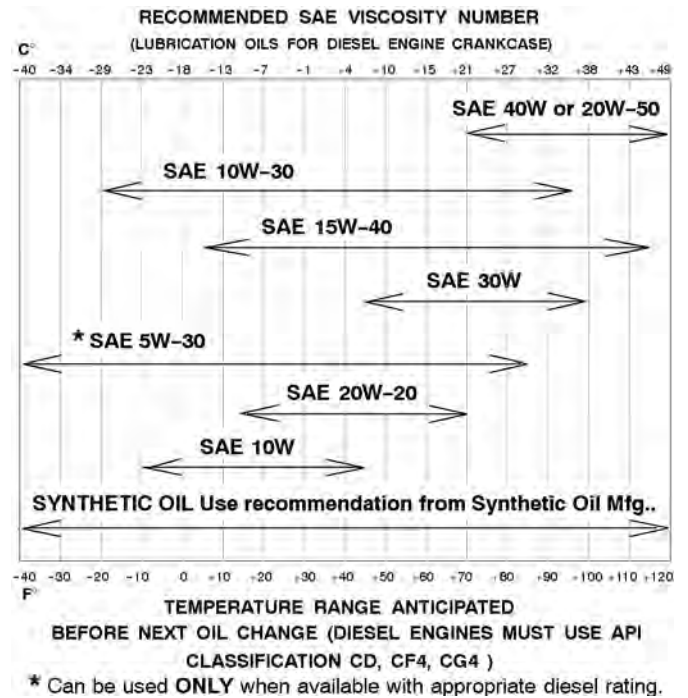 RECOMMENDED SAE VISCOSITY NUMBER
(LUBRICATION OILS FOR DIESEL ENGINE CRANKCASE)
C°
-40 -34 -29 -23 -18 -13 -7 -1 +4 +10 +15 +21 +27 +32 +38 +43 +49
SAE 40W or 20W-50
SAE 10W-30
SAE 15W-40
SAE 30W
* SAE 5W-30
SAE 20W-20
SAE 10W
SYNTHETIC OIL Use recommendation from Synthetic Oil Mfg..
-40 -30 -20 -10 0 +10 +20 +30 +40 +50 +60 +70 +80 +90 +100 +110 +120
F°
TEMPERATURE RANGE ANTICIPATED
BEFORE NEXT OIL CHANGE (DIESEL ENGINES MUST USE API
CLASSIFICATION CD, CF4, CG4 )
* Can be used ONLY when available with appropriate diesel rating.